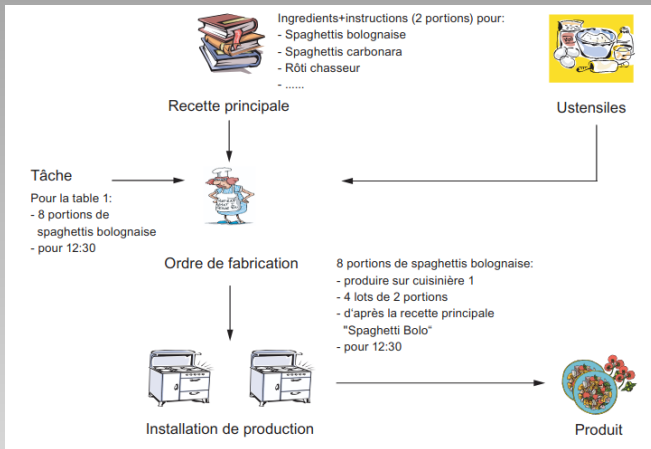 Ingredients+instructions (2 portions) pour:
- Spaghettis bolognaise
- Spaghettis carbonara
- Rôti chasseur
- ......
Recette principale
Ustensiles
Tâche
Pour la table 1:
- 8 portions de
spaghettis bolognaise
- pour 12:30
Ordre de fabrication
8 portions de spaghettis bolognaise:
- produire sur cuisinière 1
- 4 lots de 2 portions
- d'après la recette principale
"Spaghetti Bolo"
- pour 12:30
Installation de production
Produit